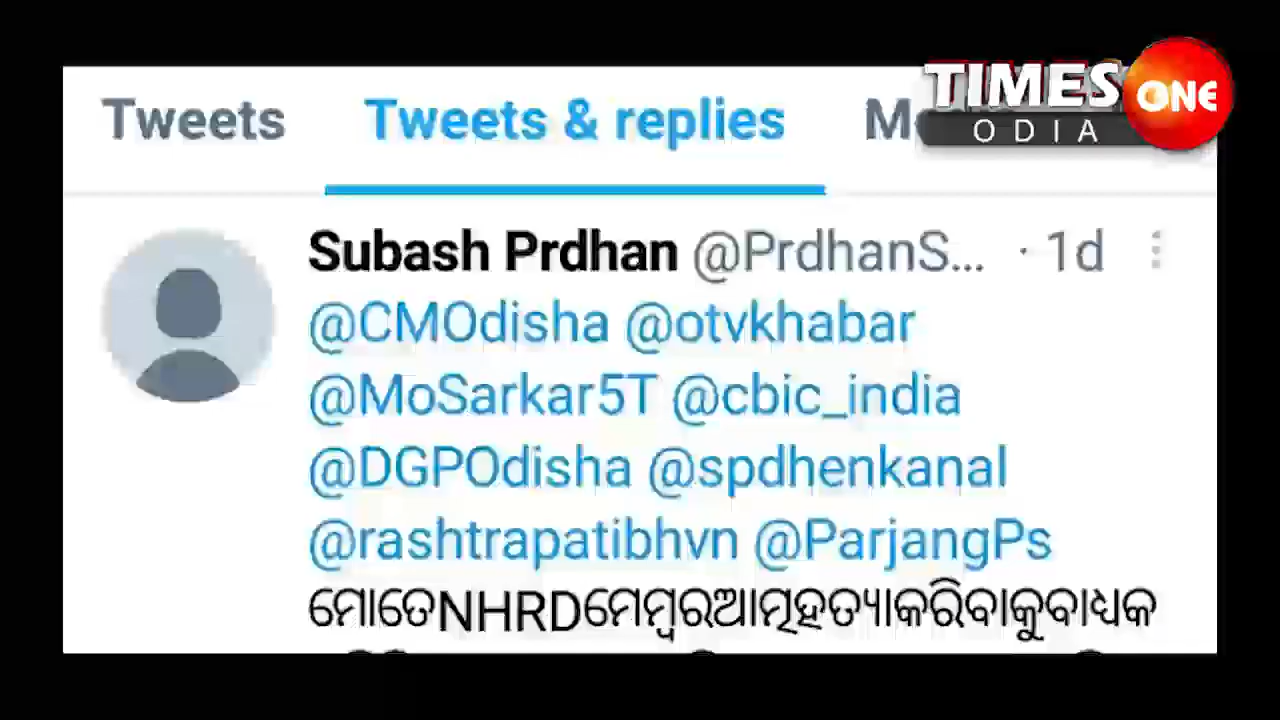 TIMES ONE
ODIA
Tweets Tweets & replies
Subash Prdhan @PrdhanS... · 1d
@CMOdisha @otvkhabar
@MoSarkar5T @cbic_india
@DGPOdisha @spdhenkanal
@rashtrapatibhvn @ParjangPs
ମୋତେNHRDମେମ୍ବରଆତ୍ମହତ୍ୟାକରିବାକୁବାଧ୍ୟକ